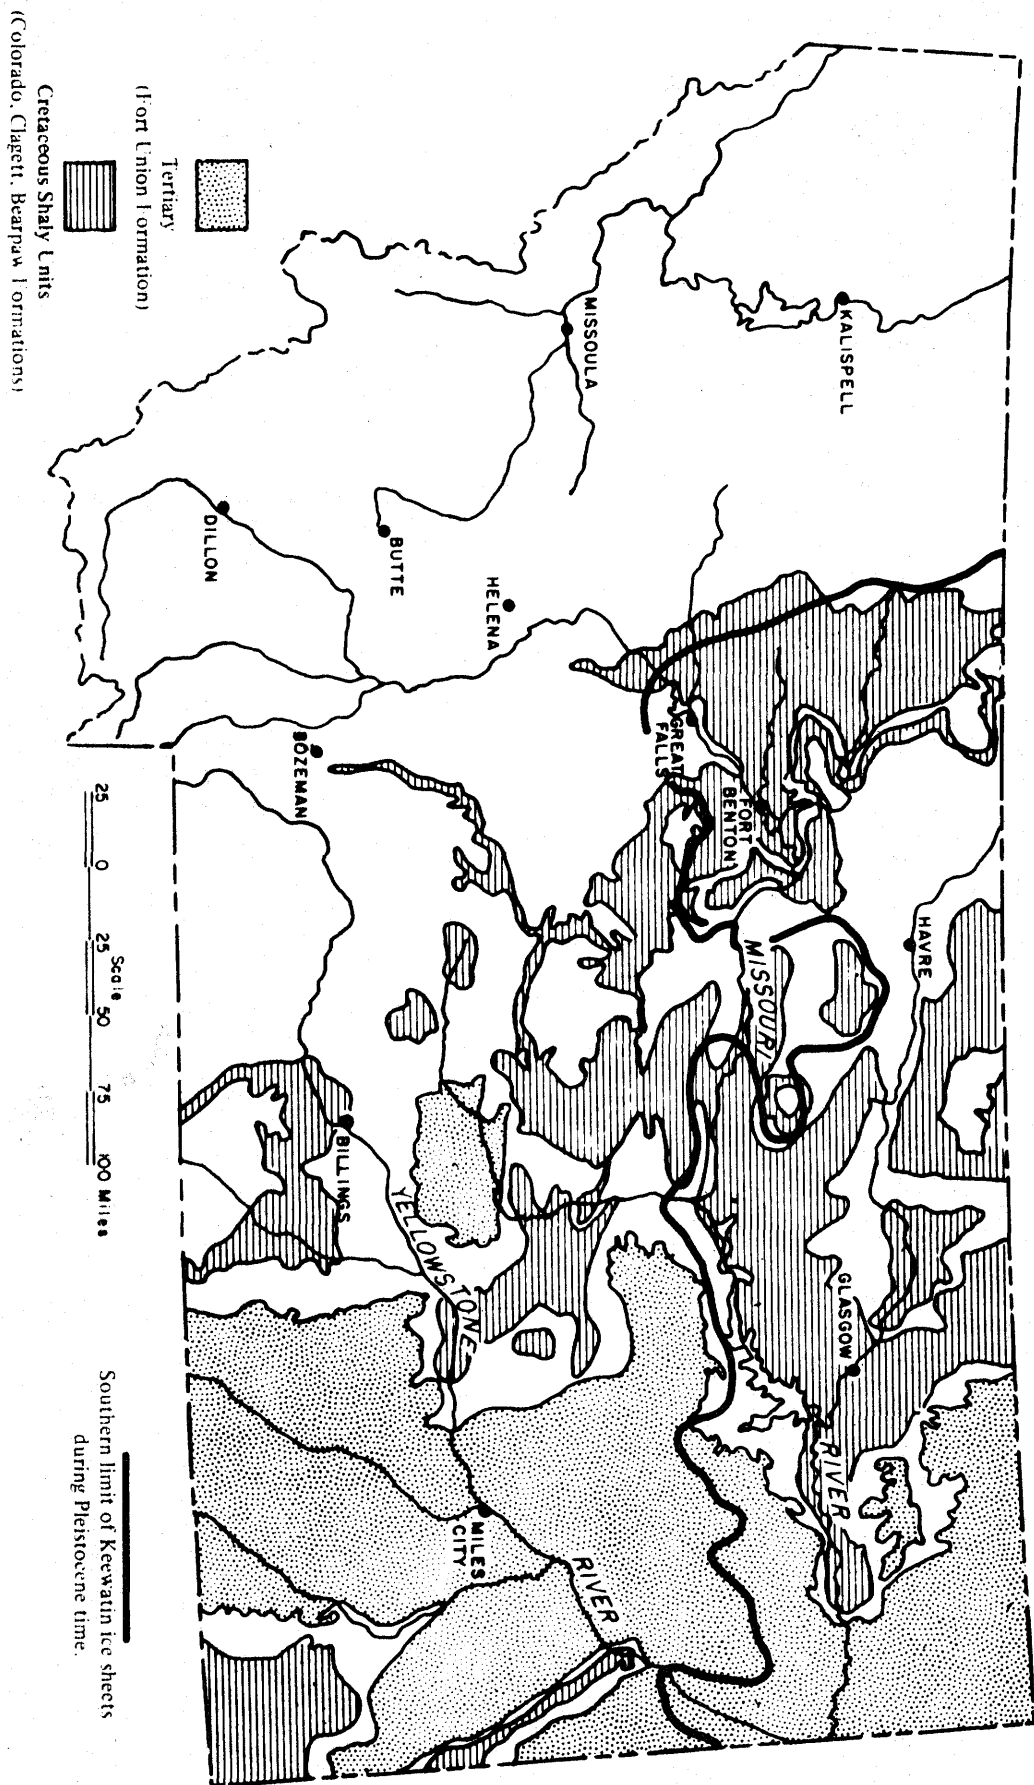 KALISPELL
HAVRE
GLASGOW
MISSOURI
RIVER
FORT
BENTON
GREAT
FALLS
MISSOULA
HELENA
BUTTE
BOZEMAN
DILLON
BILLINGS
YELLOWSTONE
RIVER
MILES
CITY
Tertiary
(Fort Union Formation)
Cretaceous Shaly Units
(Colorado, Clagett, Bearpaw Formations)
Scale
25 0 25 50 75 100 Miles
Southern limit of Keewatin ice sheets
during Pleistocene time.